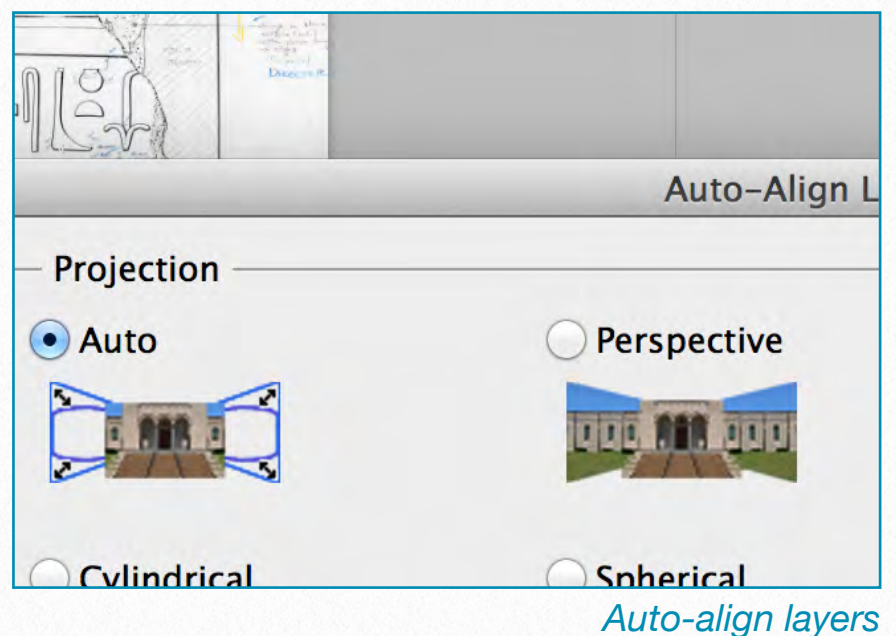 Auto-Align L
Projection
Auto
Perspective
Cylindrical
Spherical
Auto-align layers